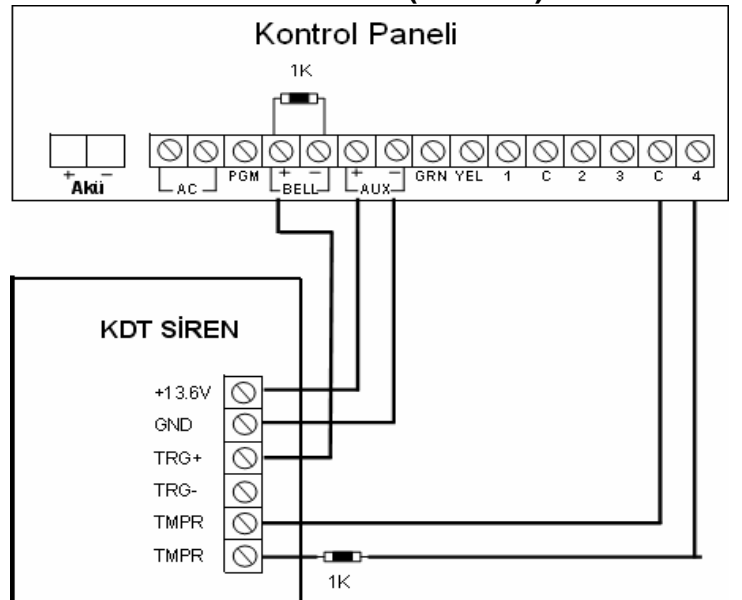 Kontrol Paneli
1K
+ - + - + -
Akü AC PGM BELL AUX GRN YEL 1 C 2 3 C 4
KDT SİREN
+13.6V
GND
TRG+
TRG-
TMPR
TMPR
1K